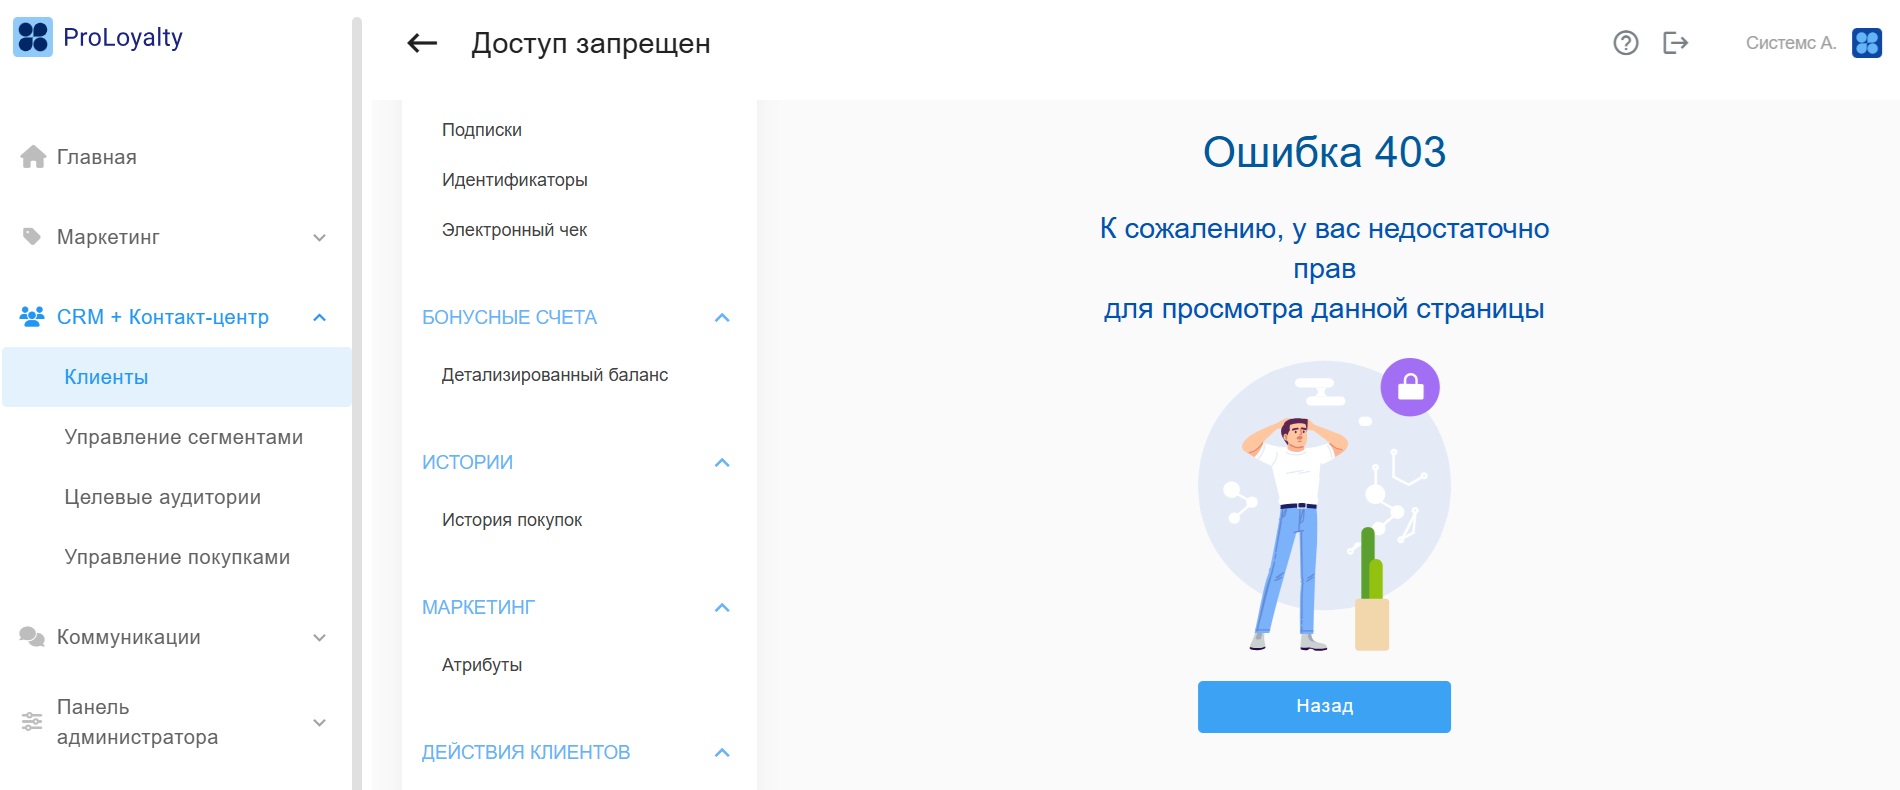 ProLoyalty
Главная
Маркетинг
CRM + Контакт-центр
Клиенты
Управление сегментами
Целевые аудитории
Управление покупками
Коммуникации
Панель
администратора
Доступ запрещен
Системс А.
Подписки
Идентификаторы
Электронный чек
БОНУСНЫЕ СЧЕТА
Детализированный баланс
ИСТОРИИ
История покупок
МАРКЕТИНГ
Атрибуты
ДЕЙСТВИЯ КЛИЕНТОВ
Ошибка 403
К сожалению, у вас недостаточно
прав
для просмотра данной страницы
Назад